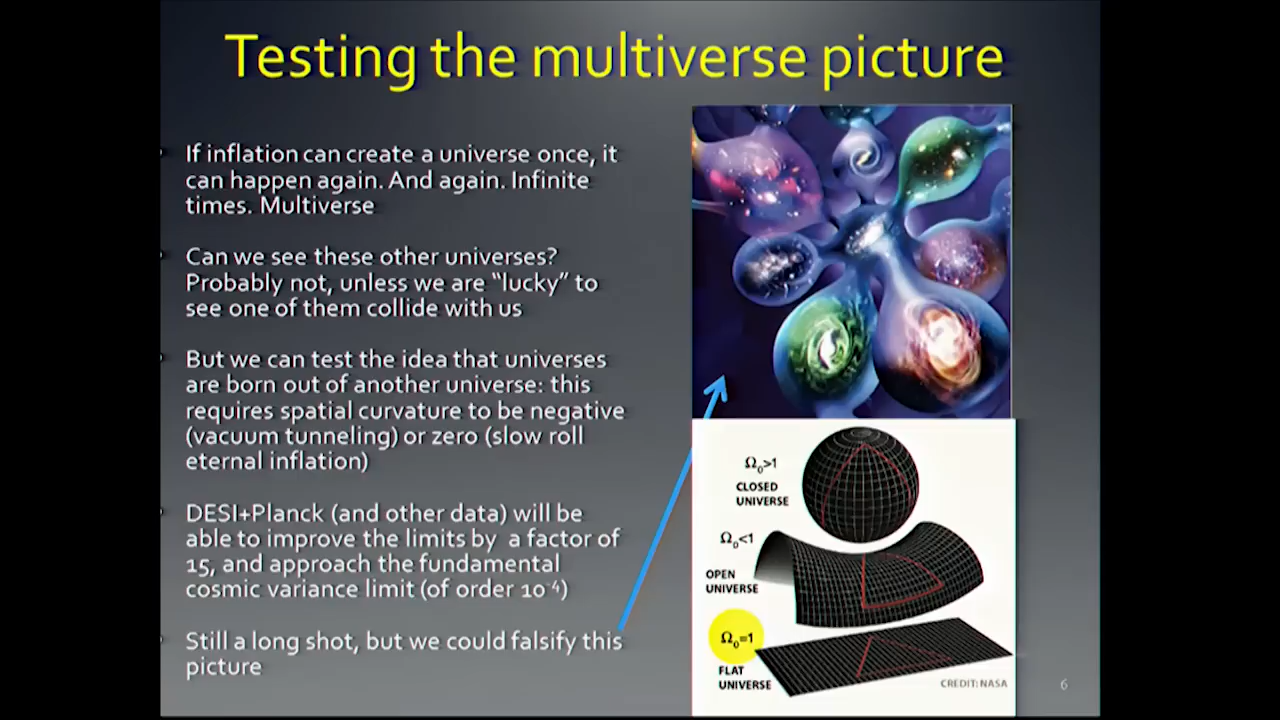 Testing the multiverse picture
If inflation can create a universe once, it
can happen again. And again. Infinite
times. Multiverse
Can we see these other universes?
Probably not, unless we are “lucky” to
see one of them collide with us
But we can test the idea that universes
are born out of another universe: this
requires spatial curvature to be negative
(vacuum tunneling) or zero (slow roll
eternal inflation)
DESI+Planck (and other data) will be
able to improve the limits by a factor of
15, and approach the fundamental
cosmic variance limit (of order 10⁻⁴)
Still a long shot, but we could falsify this
picture
Ω₀>1
CLOSED
UNIVERSE
Ω₀<1
OPEN
UNIVERSE
Ω₀=1
FLAT
UNIVERSE
CREDIT: NASA
6